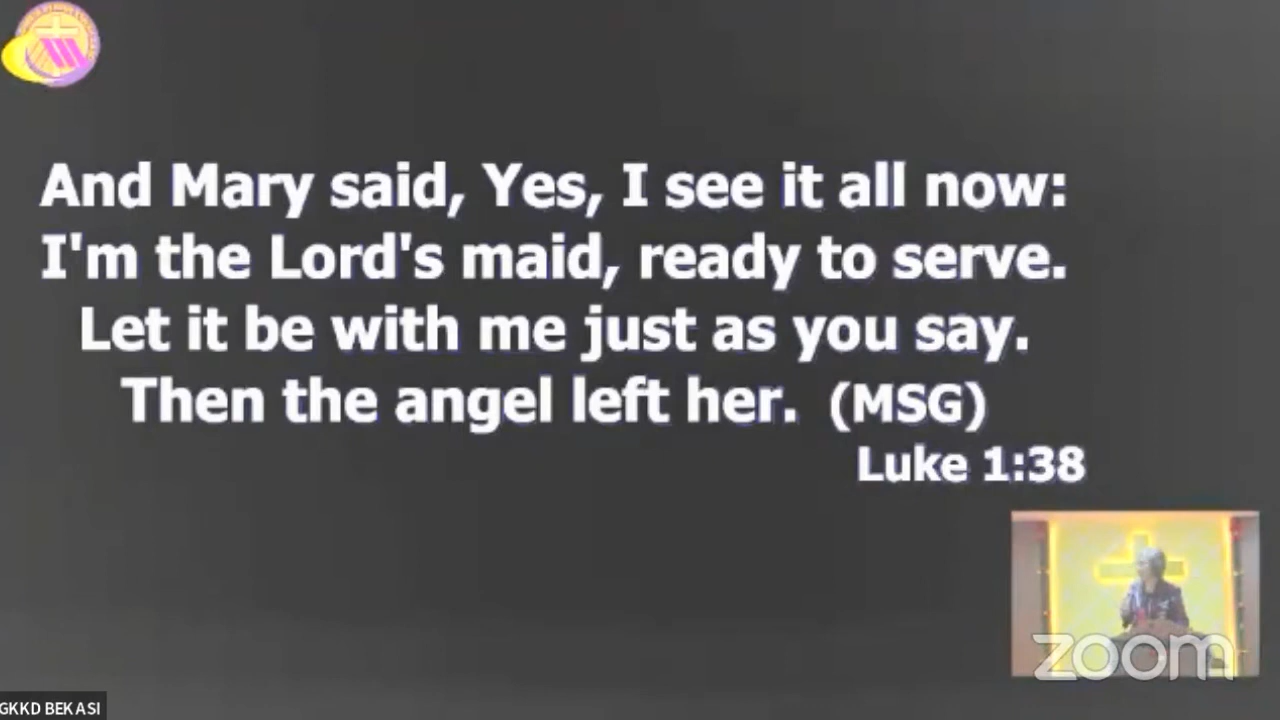 And Mary said, Yes, I see it all now:
I'm the Lord's maid, ready to serve.
Let it be with me just as you say.
Then the angel left her. (MSG)
Luke 1:38
zoom
GKKD BEKASI